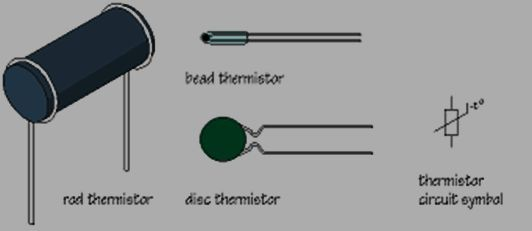 bead thermistor
-t°
rod thermistor
disc thermistor
thermistor
circuit symbol